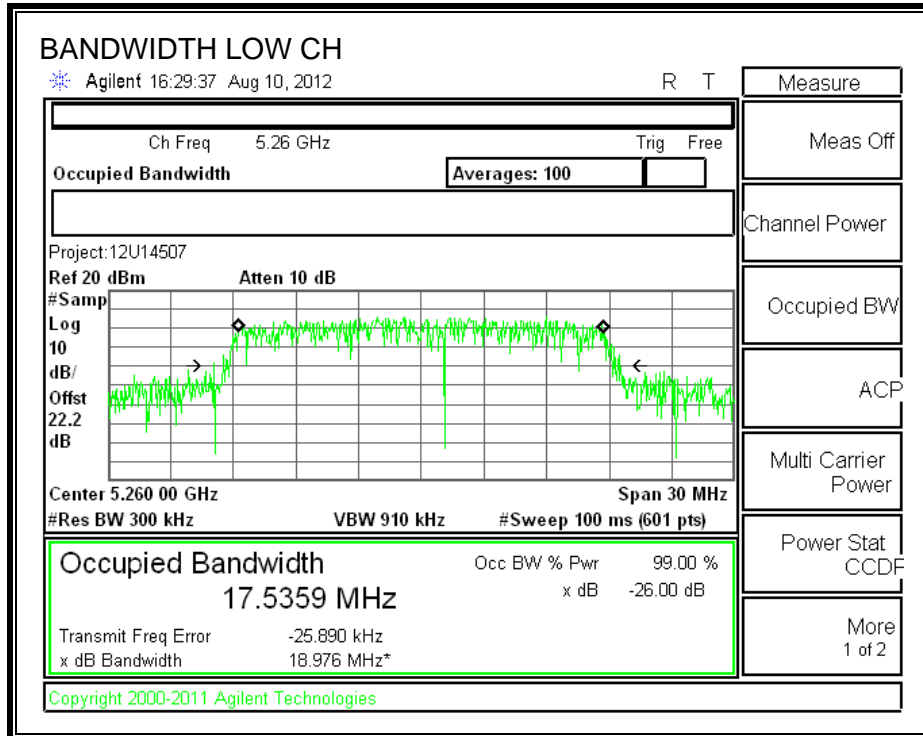 BANDWIDTH LOW CH
Agilent 16:29:37 Aug 10, 2012 R T
Measure
Ch Freq 5.26 GHz Trig Free
Meas Off
Occupied Bandwidth Averages: 100
Channel Power
Project:12U14507
Ref 20 dBm Atten 10 dB
#Samp
Log
10
dB/
Offst
22.2
dB
Occupied BW
ACP
Multi Carrier
Power
Center 5.260 00 GHz Span 30 MHz
#Res BW 300 kHz VBW 910 kHz #Sweep 100 ms (601 pts)
Occupied Bandwidth Occ BW % Pwr 99.00 %
17.5359 MHz x dB -26.00 dB
Transmit Freq Error -25.890 kHz
x dB Bandwidth 18.976 MHz*
Power Stat
CCDF
More
1 of 2
Copyright 2000-2011 Agilent Technologies